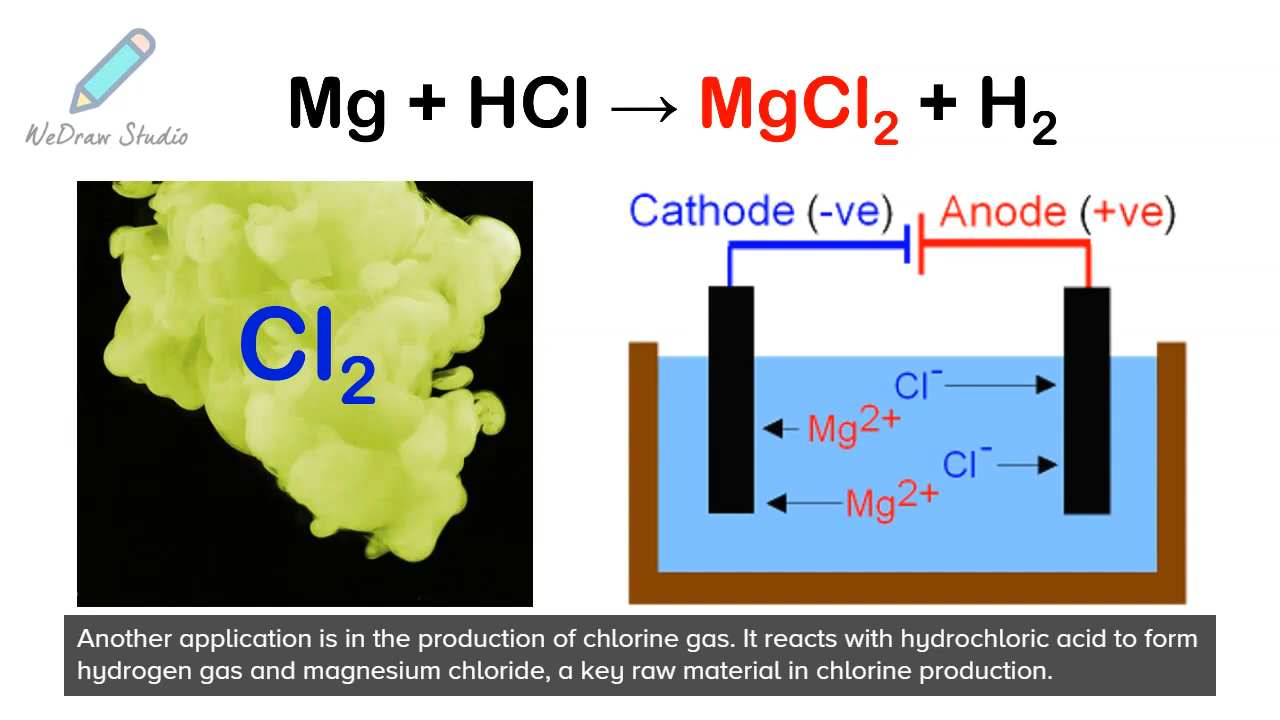 WeDraw Studio
Mg + HCl → MgCl₂ + H₂
Cl₂
Cathode (-ve) Anode (+ve)
Cl⁻
Mg²⁺
Cl⁻
Mg²⁺
Another application is in the production of chlorine gas. It reacts with hydrochloric acid to form
hydrogen gas and magnesium chloride, a key raw material in chlorine production.